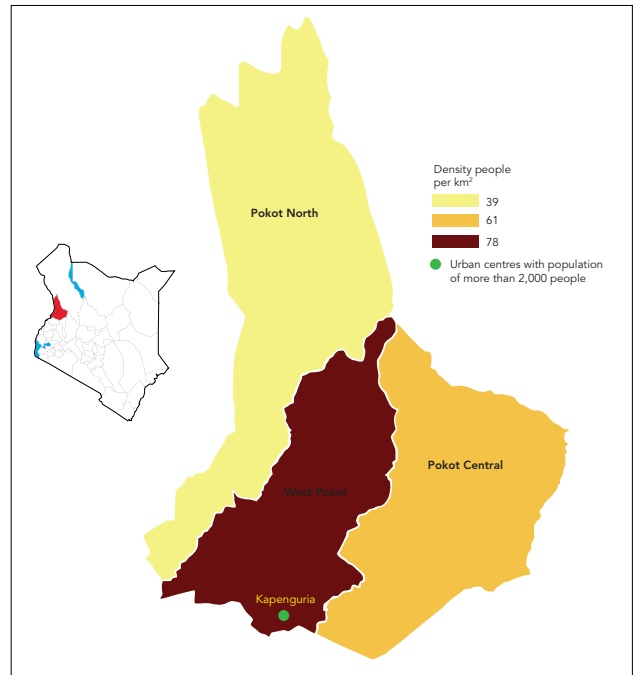 Pokot North
Density people
per km²
39
61
78
Urban centres with population
of more than 2,000 people
Pokot Central
West Pokot
Kapenguria